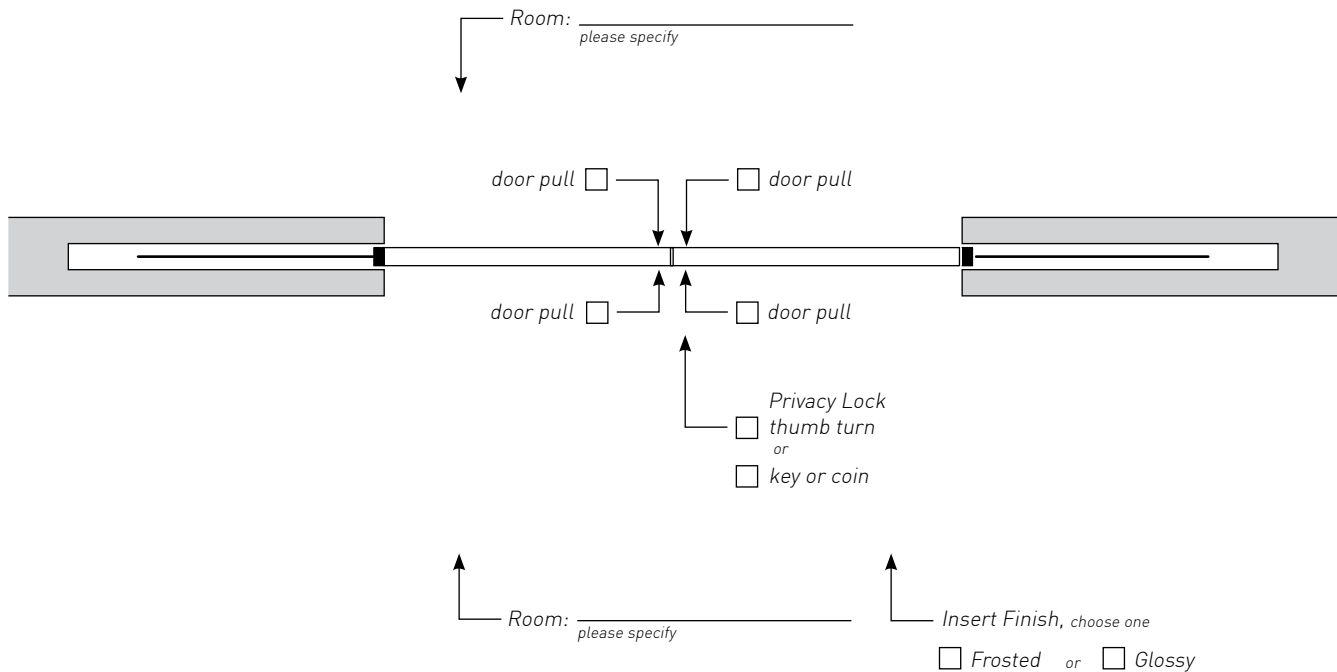 Room:
please specify
door pull
door pull
door pull
door pull
Privacy Lock
thumb turn
or
key or coin
Room:
please specify
Insert Finish, choose one
Frosted or Glossy